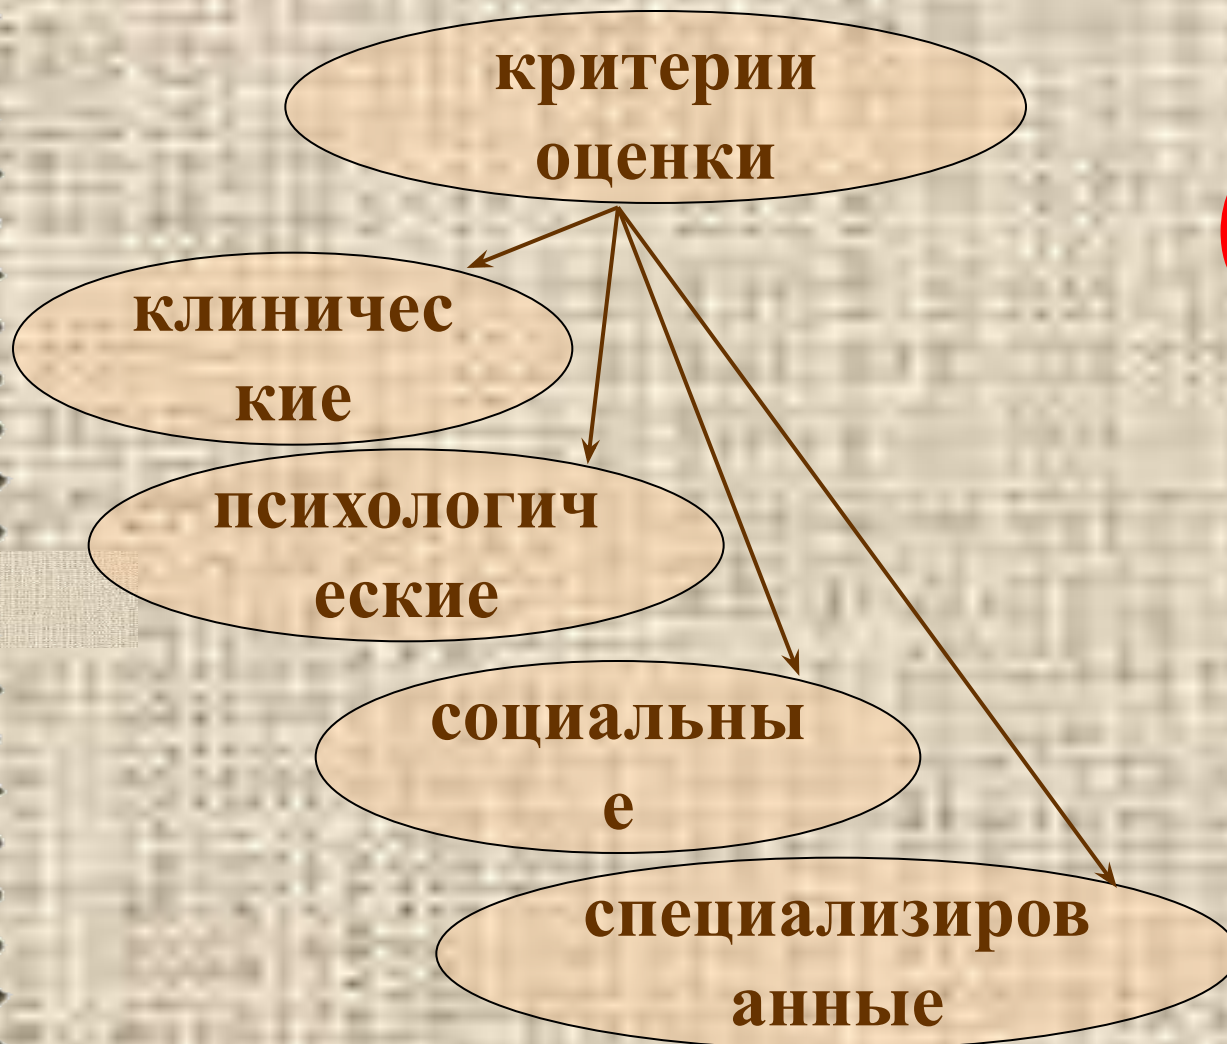 критерии
оценки
клиничес
кие
психологич
еские
социальны
е
специализиров
анные